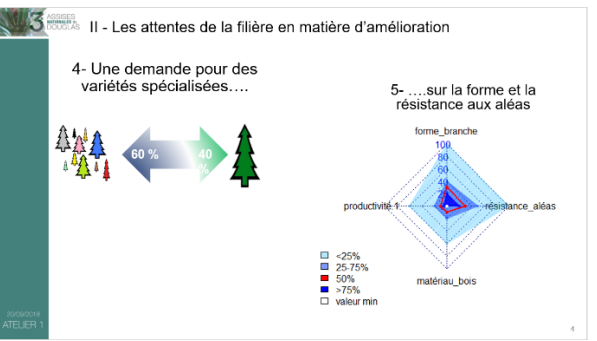 3 ASSISES
NATIONALES du
DOUGLAS
II - Les attentes de la filière en matière d'amélioration
4- Une demande pour des
variétés spécialisées....
60 %
40
%
5- ....sur la forme et la
résistance aux aléas
forme_branche
100
80
60
40
productivité 1
résistance_aléas
matériau_bois
<25%
25-75%
50%
>75%
valeur min
20/09/2018
ATELIER 1
4